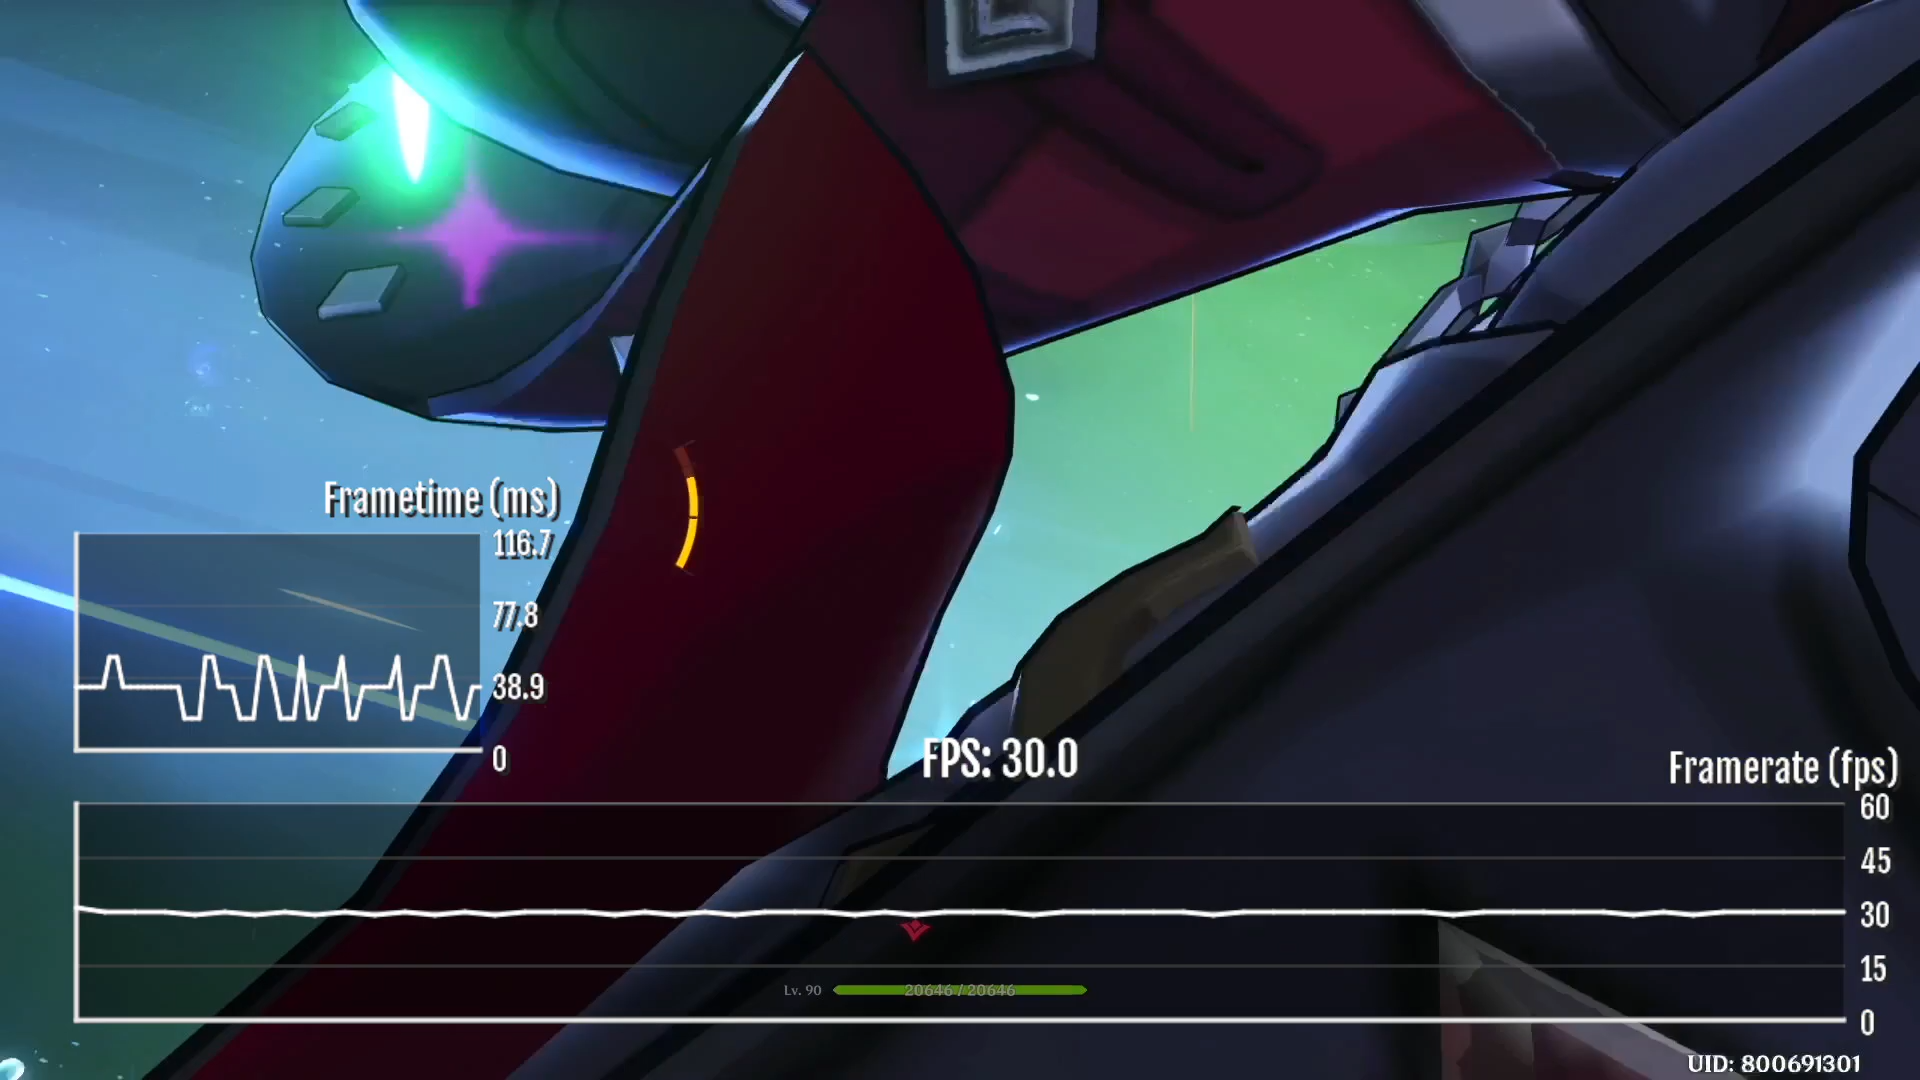 Frametime (ms)
116.7
77.8
38.9
0
FPS: 30.0
Framerate (fps)
60
45
30
15
0
Lv. 90
20646 / 20646
UID: 800691301